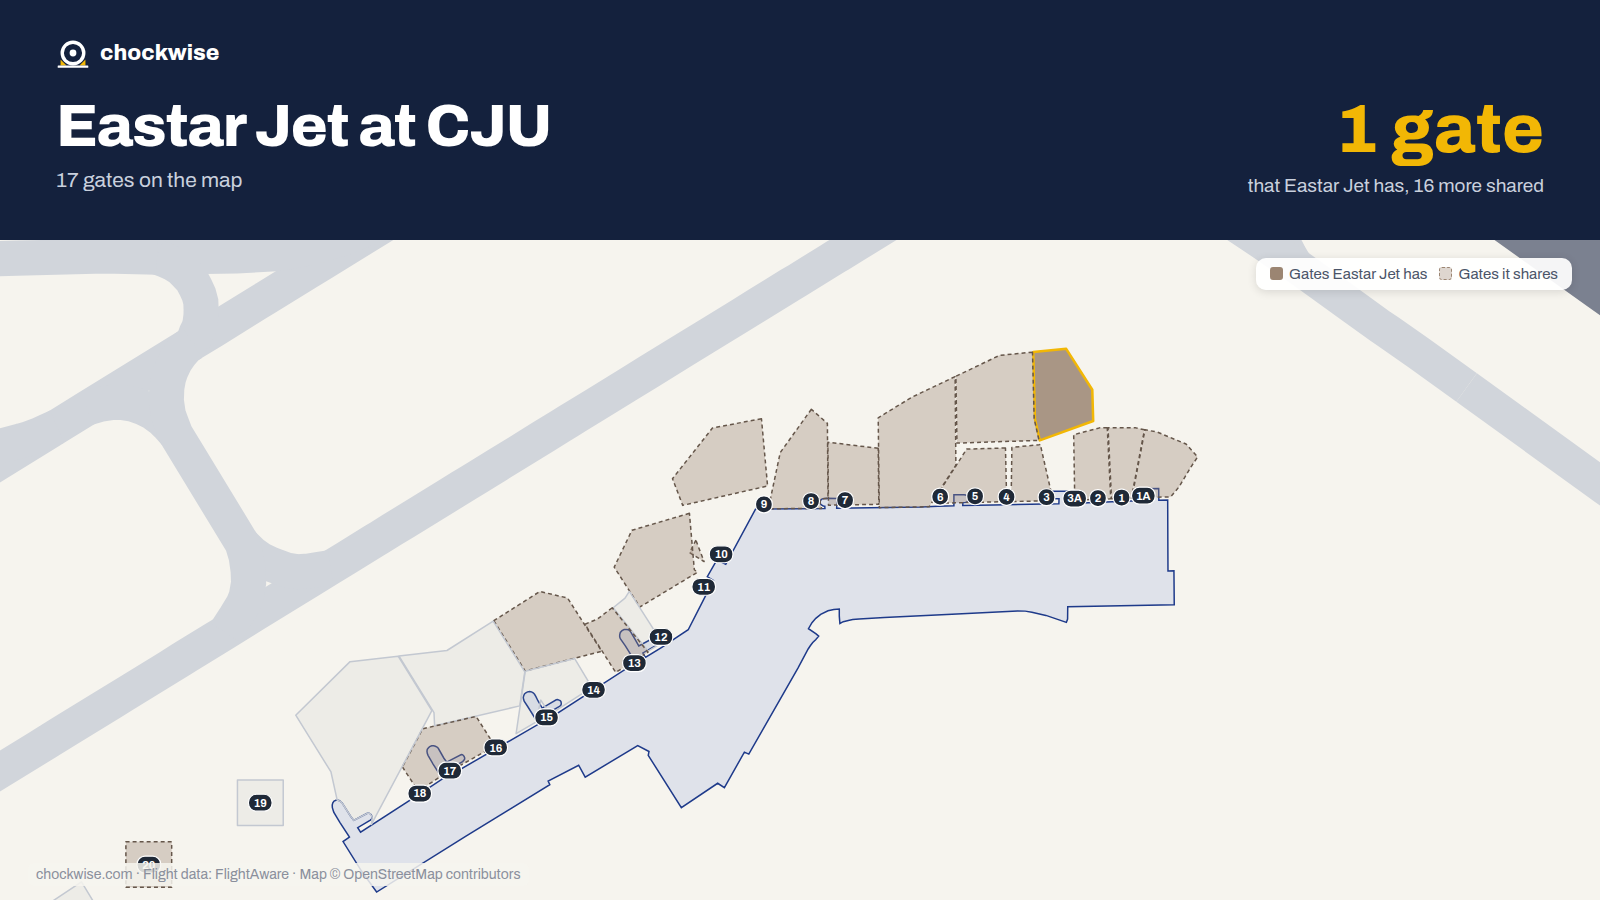 chockwise
Eastar Jet at CJU
17 gates on the map
1 gate
that Eastar Jet has, 16 more shared
Gates Eastar Jet has
Gates it shares
9
8
7
6
5
4
3
3A
2
1
1A
10
11
12
13
14
15
16
17
18
19
chockwise.com · Flight data: FlightAware · Map © OpenStreetMap contributors